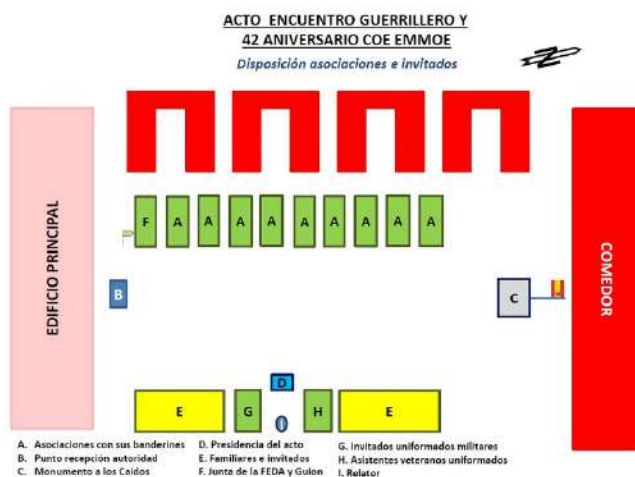 ACTO ENCUENTRO GUERRILLERO Y
42 ANIVERSARIO COE EMMOE
Disposición asociaciones e invitados
N
EDIFICIO PRINCIPAL
F A A A A A A A A A
B
C
COMEDOR
D
E G I H E
A. Asociaciones con sus banderines
B. Punto recepción autoridad
C. Monumento a los Caidos
D. Presidencia del acto
E. Familiares e invitados
F. Junta de la FEDA y Guion
G. Invitados uniformados militares
H. Asistentes veteranos uniformados
I. Relator